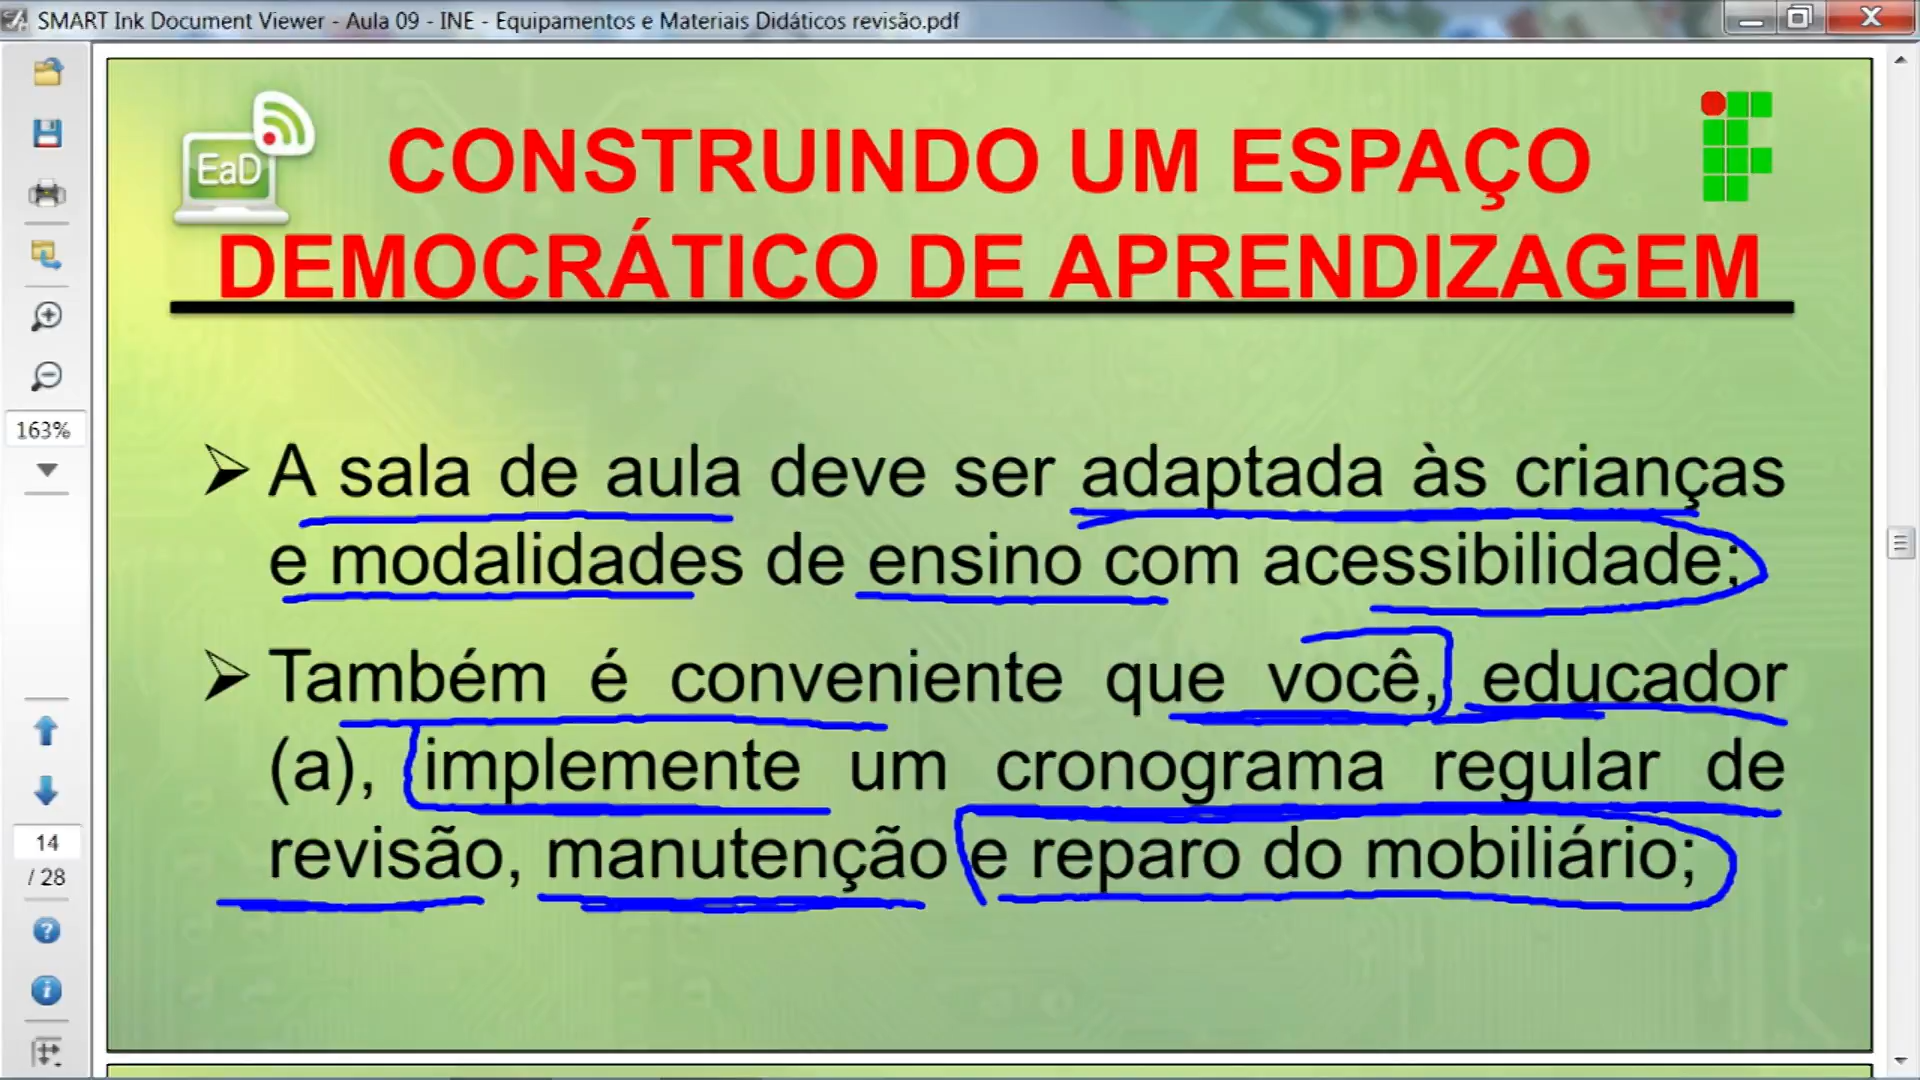 SMART Ink Document Viewer - Aula 09 - INE - Equipamentos e Materiais Didáticos revisão.pdf
EaD
CONSTRUINDO UM ESPAÇO
DEMOCRÁTICO DE APRENDIZAGEM
163%
A sala de aula deve ser adaptada às crianças
e modalidades de ensino com acessibilidade;
Também é conveniente que você, educador
(a), implemente um cronograma regular de
revisão, manutenção e reparo do mobiliário;
14
/ 28